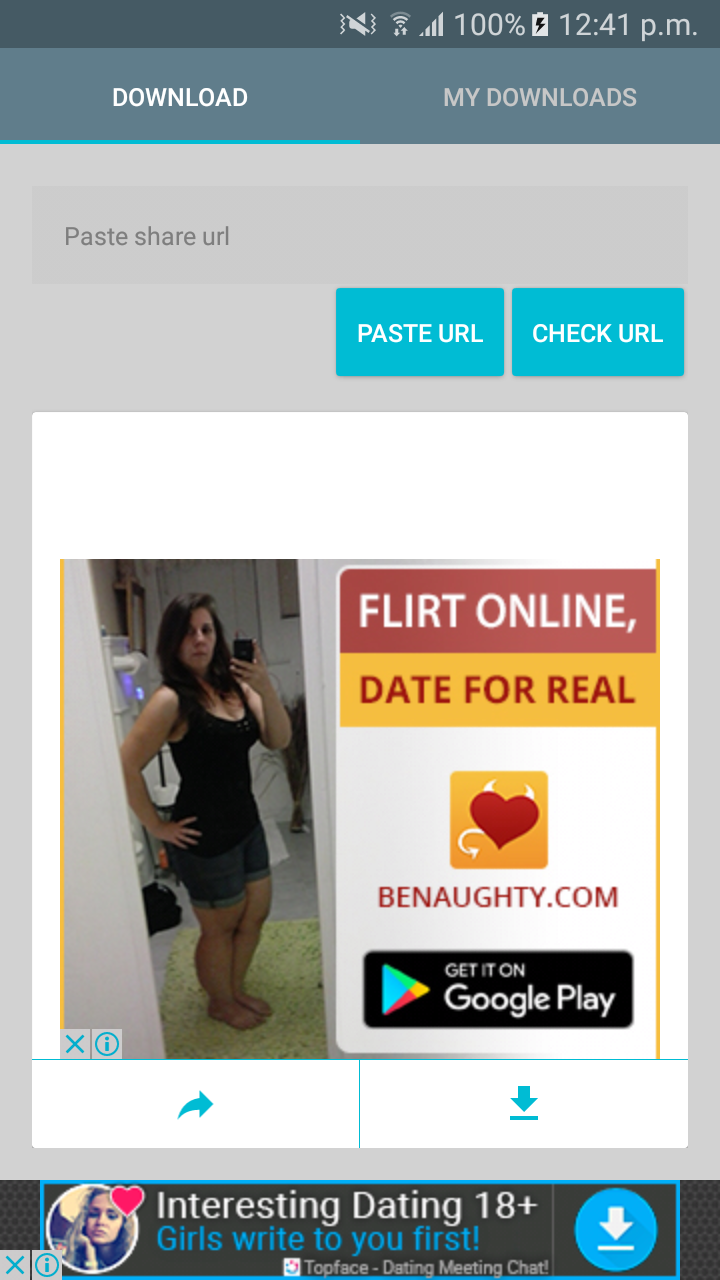 100% 12:41 p.m.
DOWNLOAD
MY DOWNLOADS
Paste share url
PASTE URL
CHECK URL
FLIRT ONLINE,
DATE FOR REAL
BENAUGHTY.COM
GET IT ON
Google Play
Interesting Dating 18+
Girls write to you first!
Topface - Dating Meeting Chat!